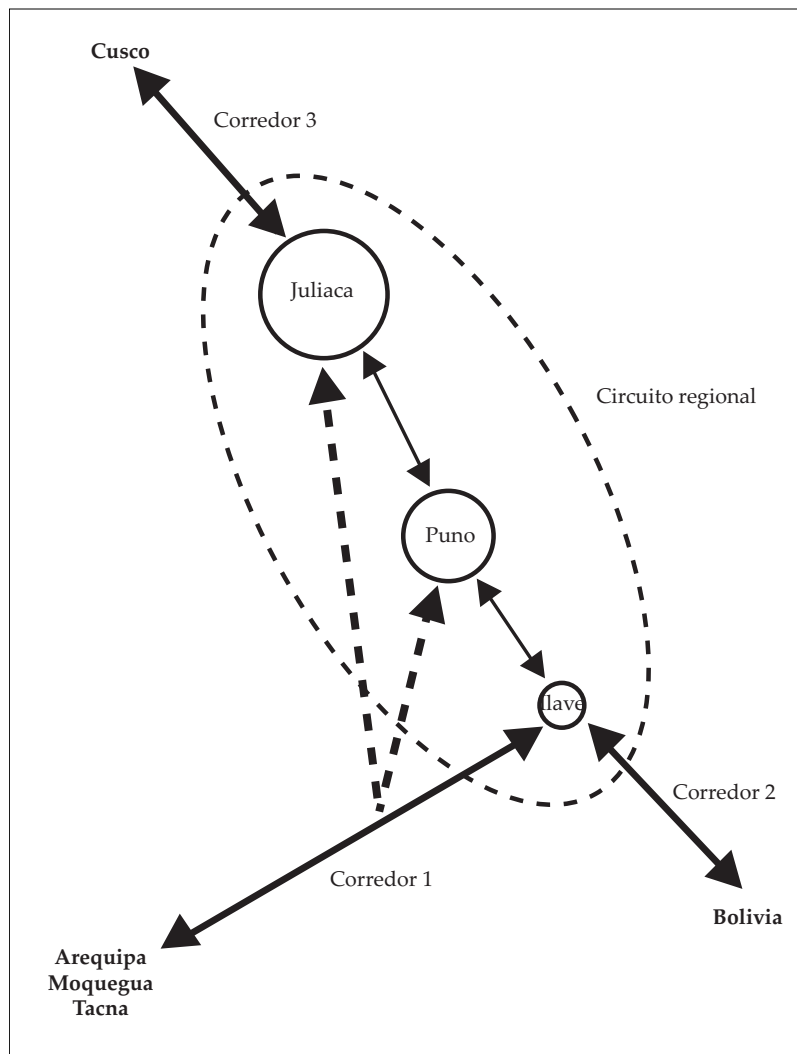 Cusco
Corredor 3
Juliaca
Circuito regional
Puno
Ilave
Corredor 2
Corredor 1
Bolivia
Arequipa
Moquegua
Tacna